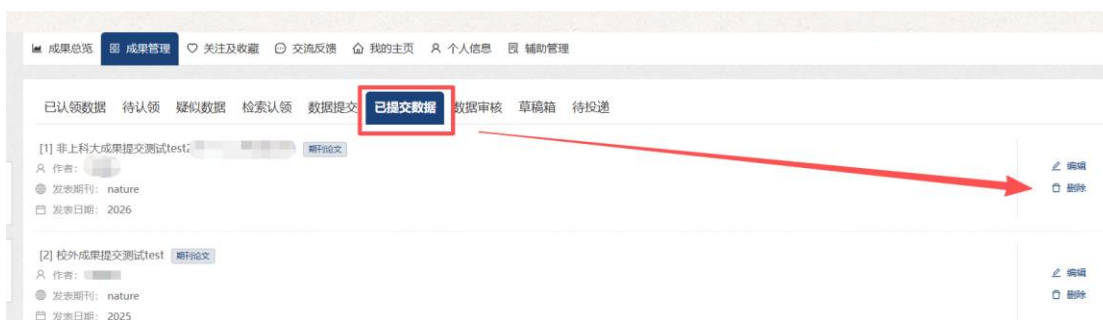 成果总览 成果管理 关注及收藏 交流反馈 我的主页 个人信息 辅助管理
已认领数据 待认领 疑似数据 检索认领 数据提交 已提交数据 数据审核 草稿箱 待投递
[1] 非上科大成果提交测试test2 期刊论文
作者:
编辑
发表期刊: nature
删除
发表日期: 2026
[2] 校外成果提交测试test 期刊论文
作者:
编辑
发表期刊: nature
删除
发表日期: 2025